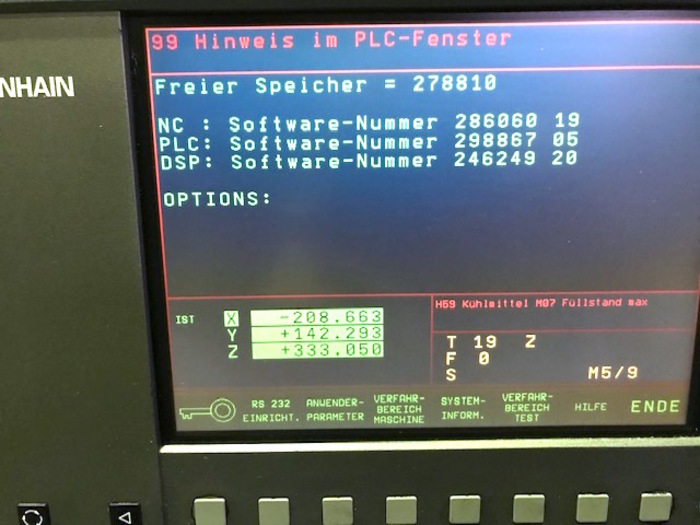 NHAIN
99 Hinweis im PLC-Fenster
Freier Speicher = 278810
NC : Software-Nummer 286060 19
PLC: Software-Nummer 298867 05
DSP: Software-Nummer 246249 20
OPTIONS:
H59 Kühlmittel M07 Füllstand max
IST X -208.663
Y +142.293
Z +333.050
T 19 Z
F 0
S M5/9
RS 232 EINRICHT.
ANWENDER- PARAMETER
VERFAHR- BEREICH MASCHINE
SYSTEM- INFORM.
VERFAHR- BEREICH TEST
HILFE
ENDE